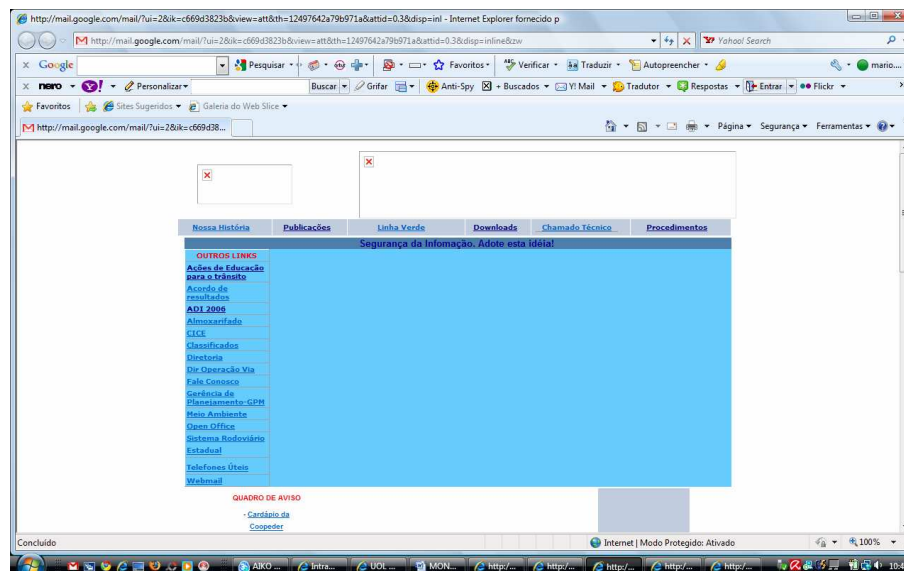 http://mail.google.com/mail/?ui=2&ik=c669d3823b&view=att&th=12497642a79b971a&attid=0.3&disp=inl - Internet Explorer fornecido p
http://mail.google.com/mail/?ui=2&ik=c669d3823b&view=att&th=12497642a79b971a&attid=0.3&disp=inline&zw
Yahoo! Search
x Google
Pesquisar
Favoritos
Verificar
Traduzir
Autopreencher
mario....
x nero
Y!
Personalizar
Buscar
Grifar
Anti-Spy
+ Buscados
Y! Mail
Tradutor
Respostas
Entrar
Flickr
Favoritos
Sites Sugeridos
Galeria do Web Slice
http://mail.google.com/mail/?ui=2&ik=c669d38...
Página
Segurança
Ferramentas
Nossa História
Publicações
Linha Verde
Downloads
Chamado Técnico
Procedimentos
Segurança da Infomação. Adote esta idéia!
OUTROS LINKS
Ações de Educação
para o trânsito
Acordo de
resultados
ADI 2006
Almoxarifado
CICE
Classificados
Diretoria
Dir Operação Via
Fale Conosco
Gerência de
Planejamento-GPM
Meio Ambiente
Open Office
Sistema Rodoviário
Estadual
Telefones Úteis
Webmail
QUADRO DE AVISO
- Cardápio da
Coopeder
Concluído
Internet | Modo Protegido: Ativado
100%
AIKO ...
Intra...
UOL ...
MON...
http:/...
http:/...
http:/...
http:/...
http:/...
10:4